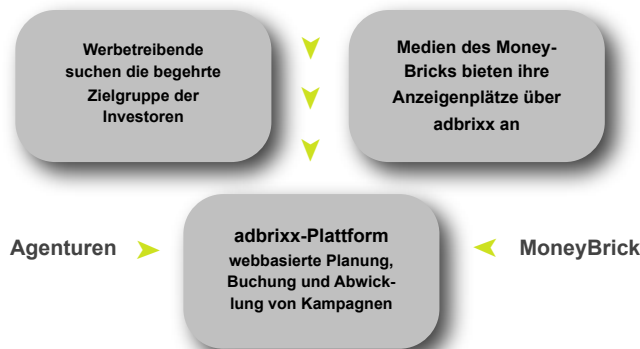 Werbetreibende
suchen die begehrte
Zielgruppe der
Investoren
Medien des Money-
Bricks bieten ihre
Anzeigenplätze über
adbrixx an
Agenturen
adbrixx-Plattform
webbasierte Planung,
Buchung und Abwick-
lung von Kampagnen
MoneyBrick